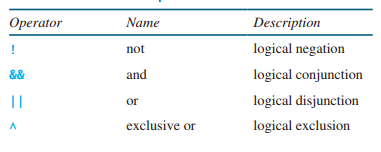 Operator Name Description
! not logical negation
&& and logical conjunction
|| or logical disjunction
^ exclusive or logical exclusion